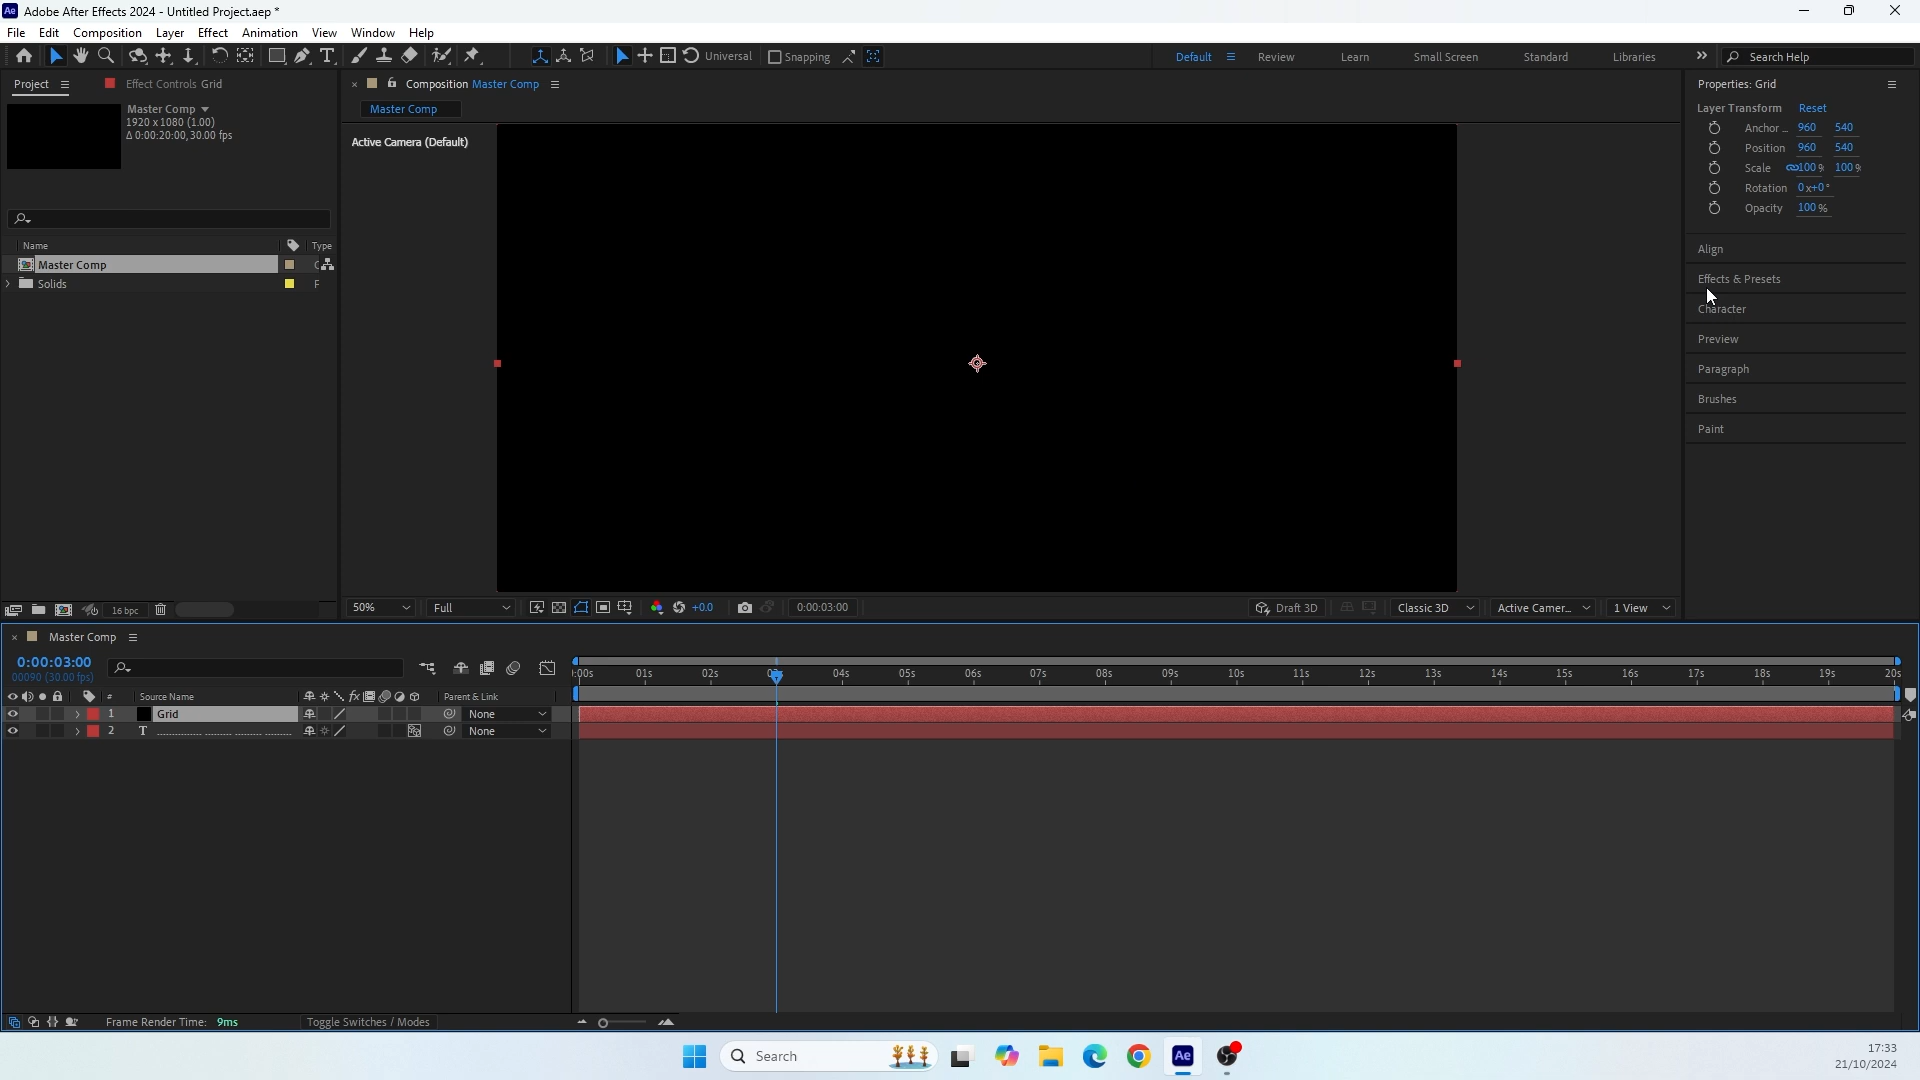 Adobe After Effects 2024 - Untitled Project.aep *
File Edit Composition Layer Effect Animation View Window Help
Universal Snapping Default Review Learn Small Screen Standard Libraries Search Help
Project Effect Controls Grid
Master Comp
1920 x 1080 (1.00)
Δ 0:00:20:00, 30.00 fps
Name Type
Master Comp
Solids F
16 bpc
Composition Master Comp
Master Comp
Active Camera (Default)
50% Full +0.0 0:00:03:00 Draft 3D Classic 3D Active Camer... 1 View
Properties: Grid
Layer Transform Reset
Anchor ... 960 540
Position 960 540
Scale 100 % 100 %
Rotation 0x+0°
Opacity 100 %
Align
Effects & Presets
Character
Preview
Paragraph
Brushes
Paint
Master Comp
0:00:03:00
00090 (30.00 fps)
:00s 01s 02s 03s 04s 05s 06s 07s 08s 09s 10s 11s 12s 13s 14s 15s 16s 17s 18s 19s 20s
# Source Name fx Parent & Link
1 Grid None
2 T None
Frame Render Time: 9ms Toggle Switches / Modes
Search
17:33
21/10/2024